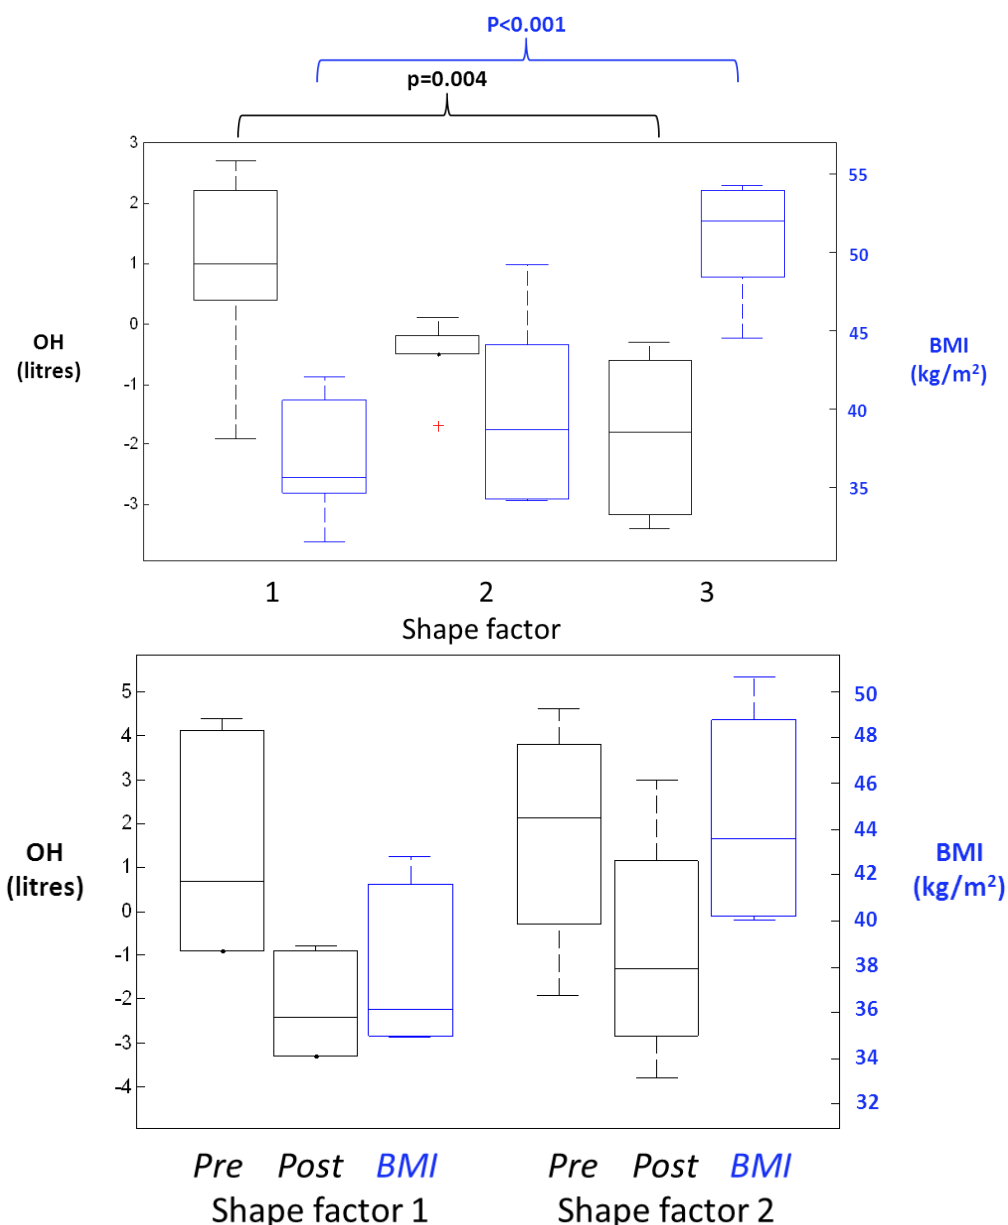 P<0.001
p=0.004
3
2
1
0
-1
-2
-3
OH
(litres)
55
50
45
40
35
BMI
(kg/m²)
1 2 3
Shape factor
5
4
3
2
1
0
-1
-2
-3
-4
OH
(litres)
50
48
46
44
42
40
38
36
34
32
BMI
(kg/m²)
Pre Post BMI Pre Post BMI
Shape factor 1 Shape factor 2